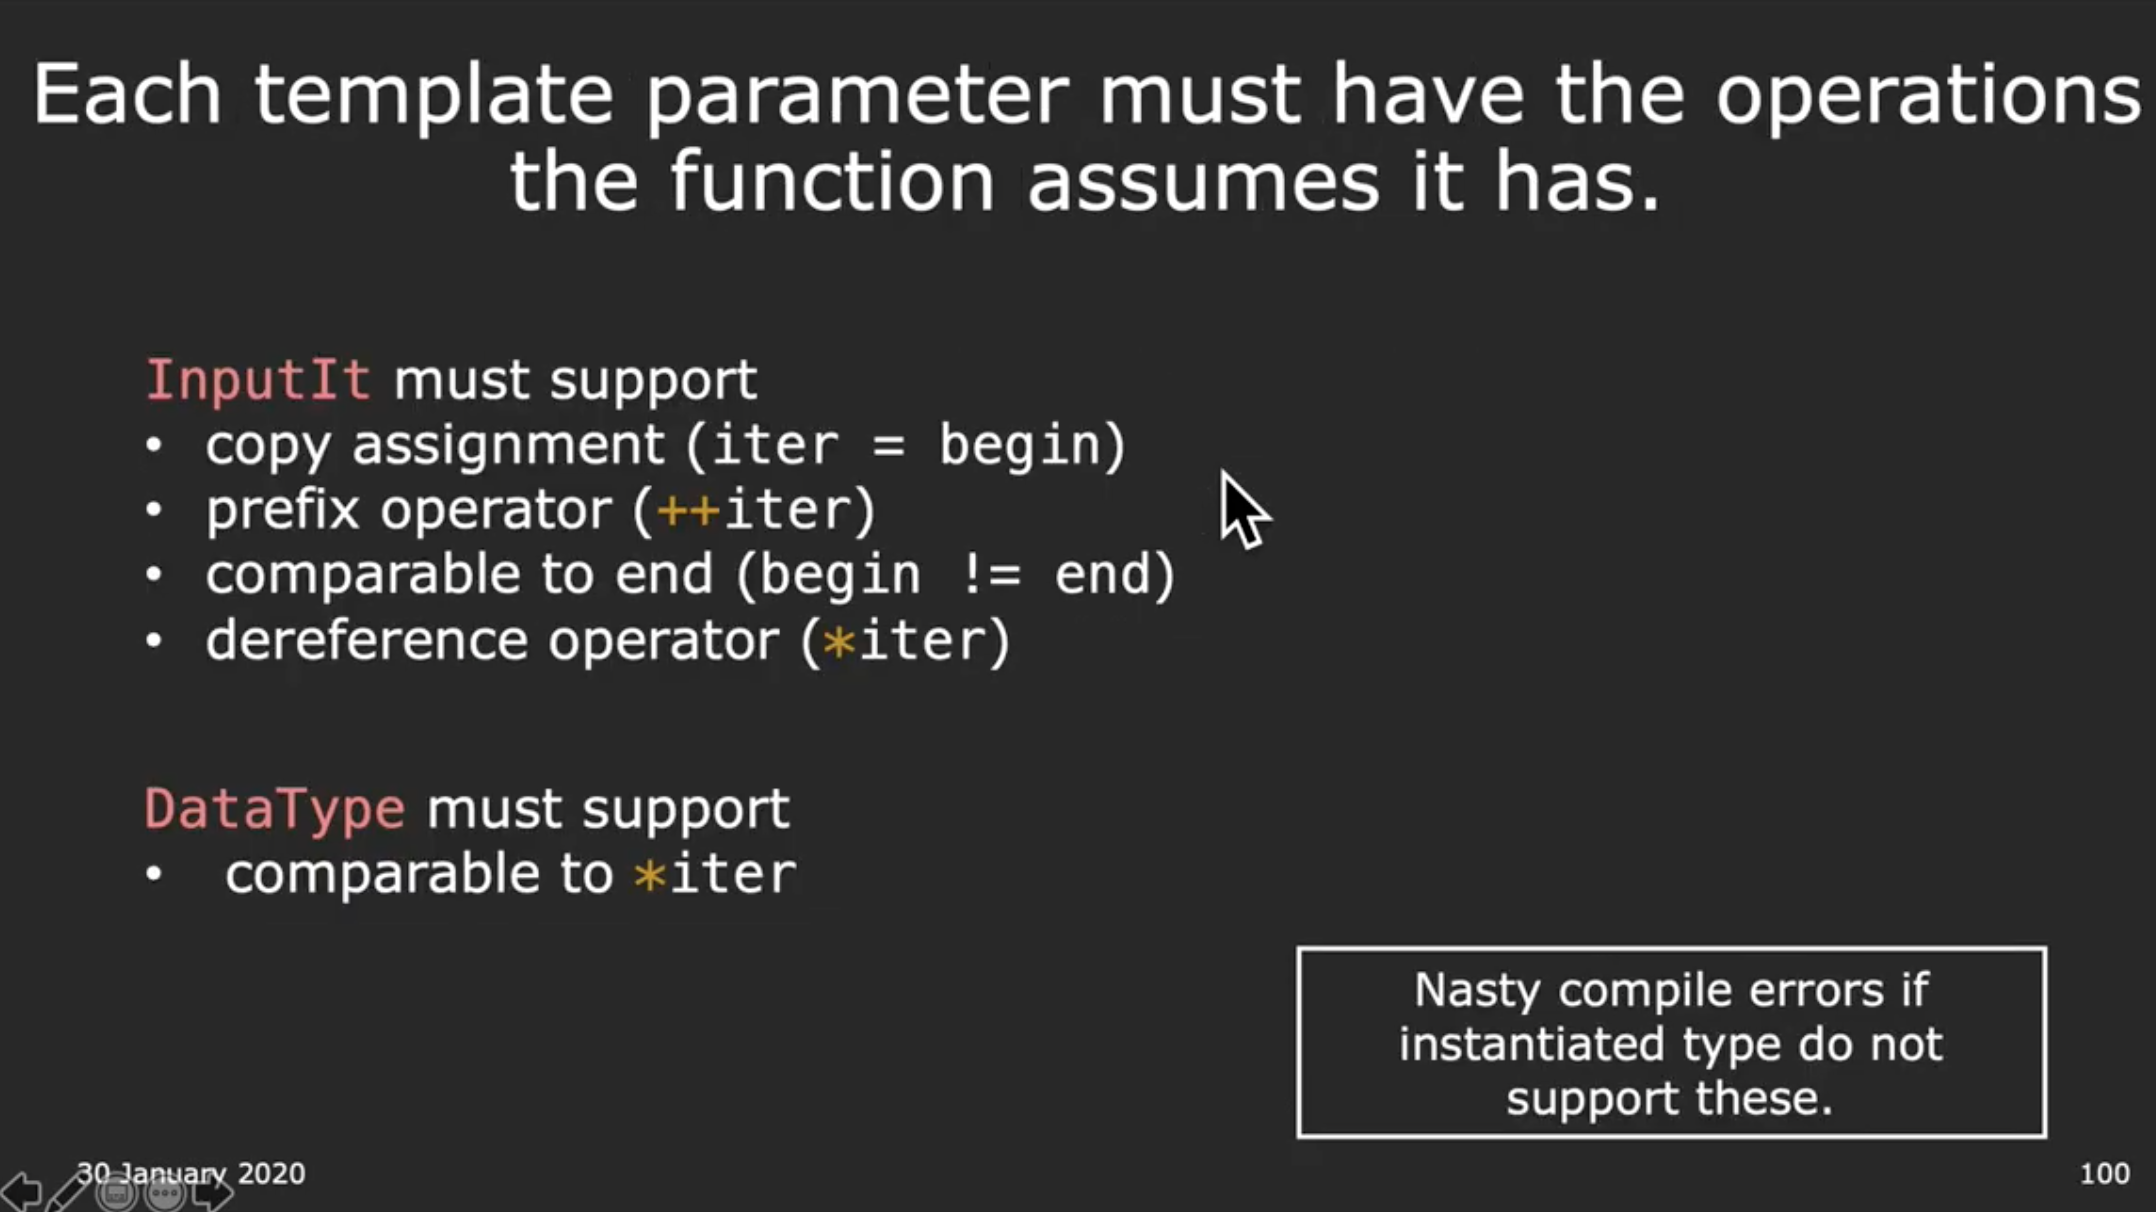 Each template parameter must have the operations
the function assumes it has.
InputIt must support
• copy assignment (iter = begin)
• prefix operator (++iter)
• comparable to end (begin != end)
• dereference operator (*iter)
DataType must support
• comparable to *iter
Nasty compile errors if
instantiated type do not
support these.
30 January 2020
100